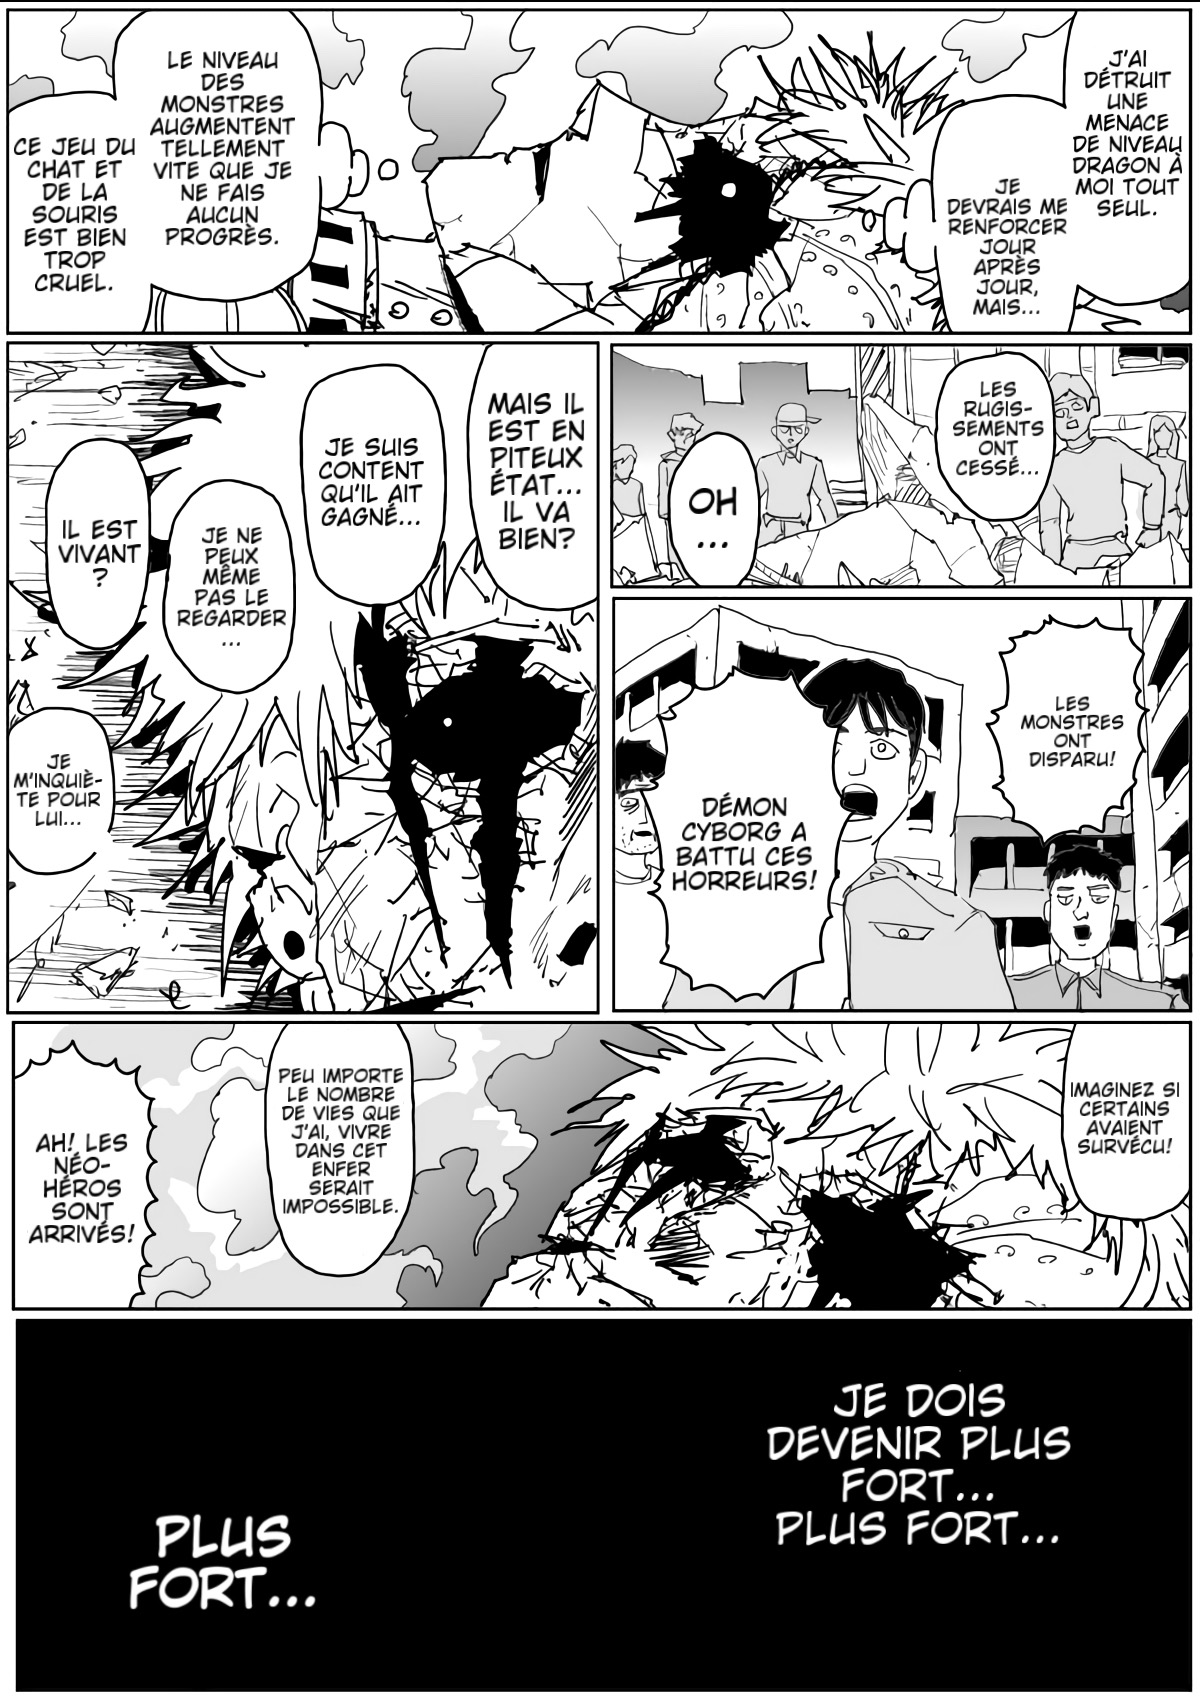 J'AI
DÉTRUIT
UNE
MENACE
DE NIVEAU
DRAGON À
MOI TOUT
SEUL.
JE
DEVRAIS ME
RENFORCER
JOUR
APRÈS
JOUR,
MAIS...
LE NIVEAU
DES
MONSTRES
AUGMENTENT
TELLEMENT
VITE QUE JE
NE FAIS
AUCUN
PROGRÈS.
CE JEU DU
CHAT ET
DE LA
SOURIS
EST BIEN
TROP
CRUEL.
LES
RUGIS-
SEMENTS
ONT
CESSÉ...
OH
...
LES
MONSTRES
ONT
DISPARU!
DÉMON
CYBORG A
BATTU CES
HORREURS!
MAIS IL
EST EN
PITEUX
ÉTAT...
IL VA
BIEN?
JE SUIS
CONTENT
QU'IL AIT
GAGNÉ...
JE NE
PEUX
MÊME
PAS LE
REGARDER
...
IL EST
VIVANT
?
JE
M'INQUIÈ-
TE POUR
LUI...
IMAGINEZ SI
CERTAINS
AVAIENT
SURVÉCU!
PEU IMPORTE
LE NOMBRE
DE VIES QUE
J'AI, VIVRE
DANS CET
ENFER
SERAIT
IMPOSSIBLE.
AH! LES
NÉO-
HÉROS
SONT
ARRIVÉS!
JE DOIS
DEVENIR PLUS
FORT...
PLUS FORT...
PLUS
FORT...